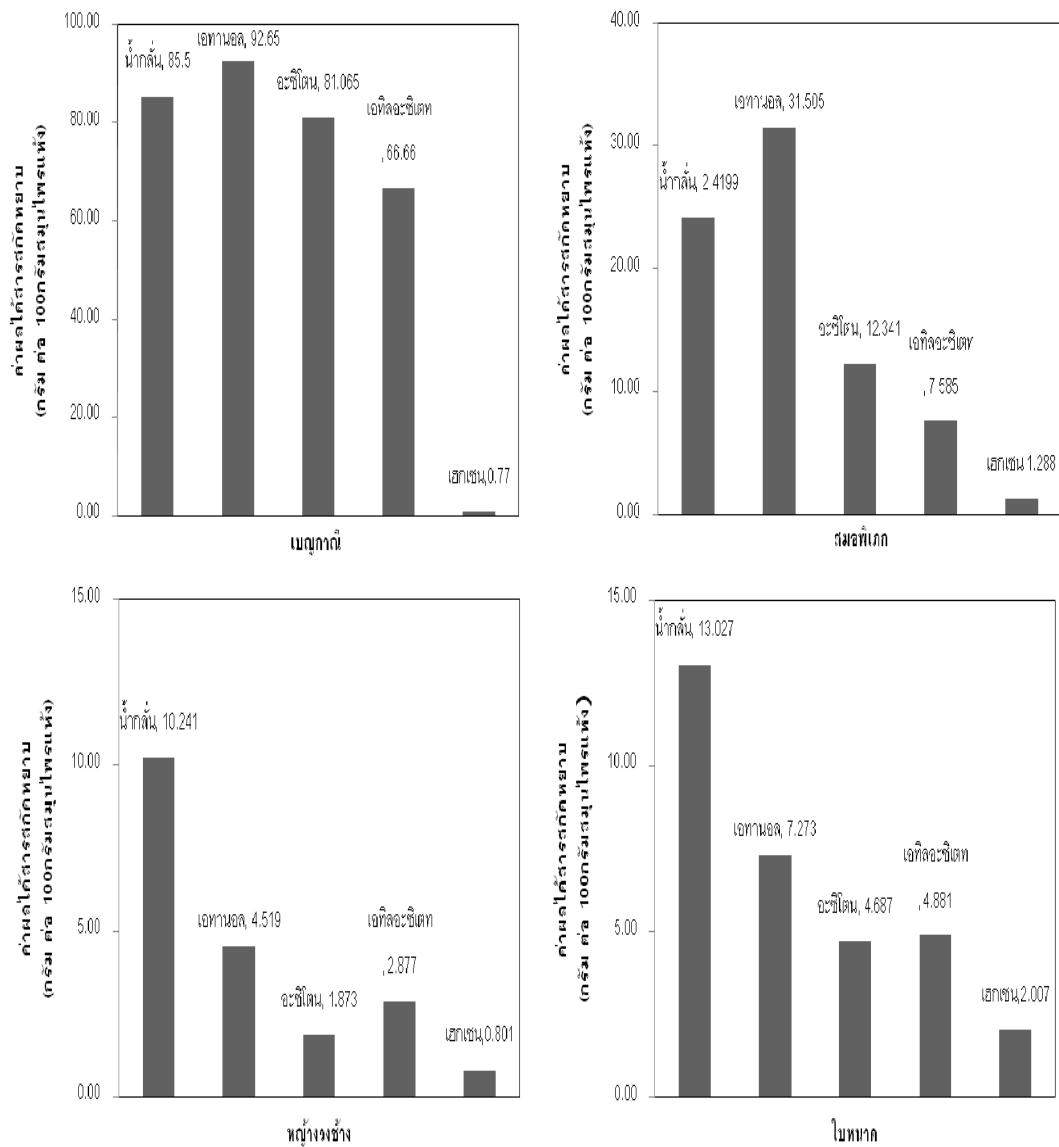 100.00
80.00
60.00
40.00
20.00
0.00
ค่าผลได้สารสกัดหยาบ
(กรัม ต่อ 100กรัมสมุนไพรแห้ง)
น้ำกลั่น, 85.5
เอทานอล, 92.65
อะซิโตน, 81.065
เอทิลอะซิเตท
, 66.66
เฮกเซน,0.77
เบญกานี
40.00
30.00
20.00
10.00
0.00
ค่าผลได้สารสกัดหยาบ
(กรัม ต่อ 100กรัมสมุนไพรแห้ง)
น้ำกลั่น, 2 4199
เอทานอล, 31.505
อะซิโตน, 12.341
เอทิลอะซิเตท
, 7 585
เฮกเซน 1.288
สมอพิเภก
15.00
10.00
5.00
0.00
ค่าผลได้สารสกัดหยาบ
(กรัม ต่อ 100กรัมสมุนไพรแห้ง)
น้ำกลั่น, 10.241
เอทานอล, 4.519
อะซิโตน, 1.873
เอทิลอะซิเตท
, 2.877
เฮกเซน,0.801
หญ้างวงช้าง
15.00
10.00
5.00
0.00
ค่าผลได้สารสกัดหยาบ
(กรัม ต่อ 100กรัมสมุนไพรแห้ง)
น้ำกลั่น, 13.027
เอทานอล, 7.273
อะซิโตน, 4.687
เอทิลอะซิเตท
, 4.881
เฮกเซน,2.007
ใบหมาก